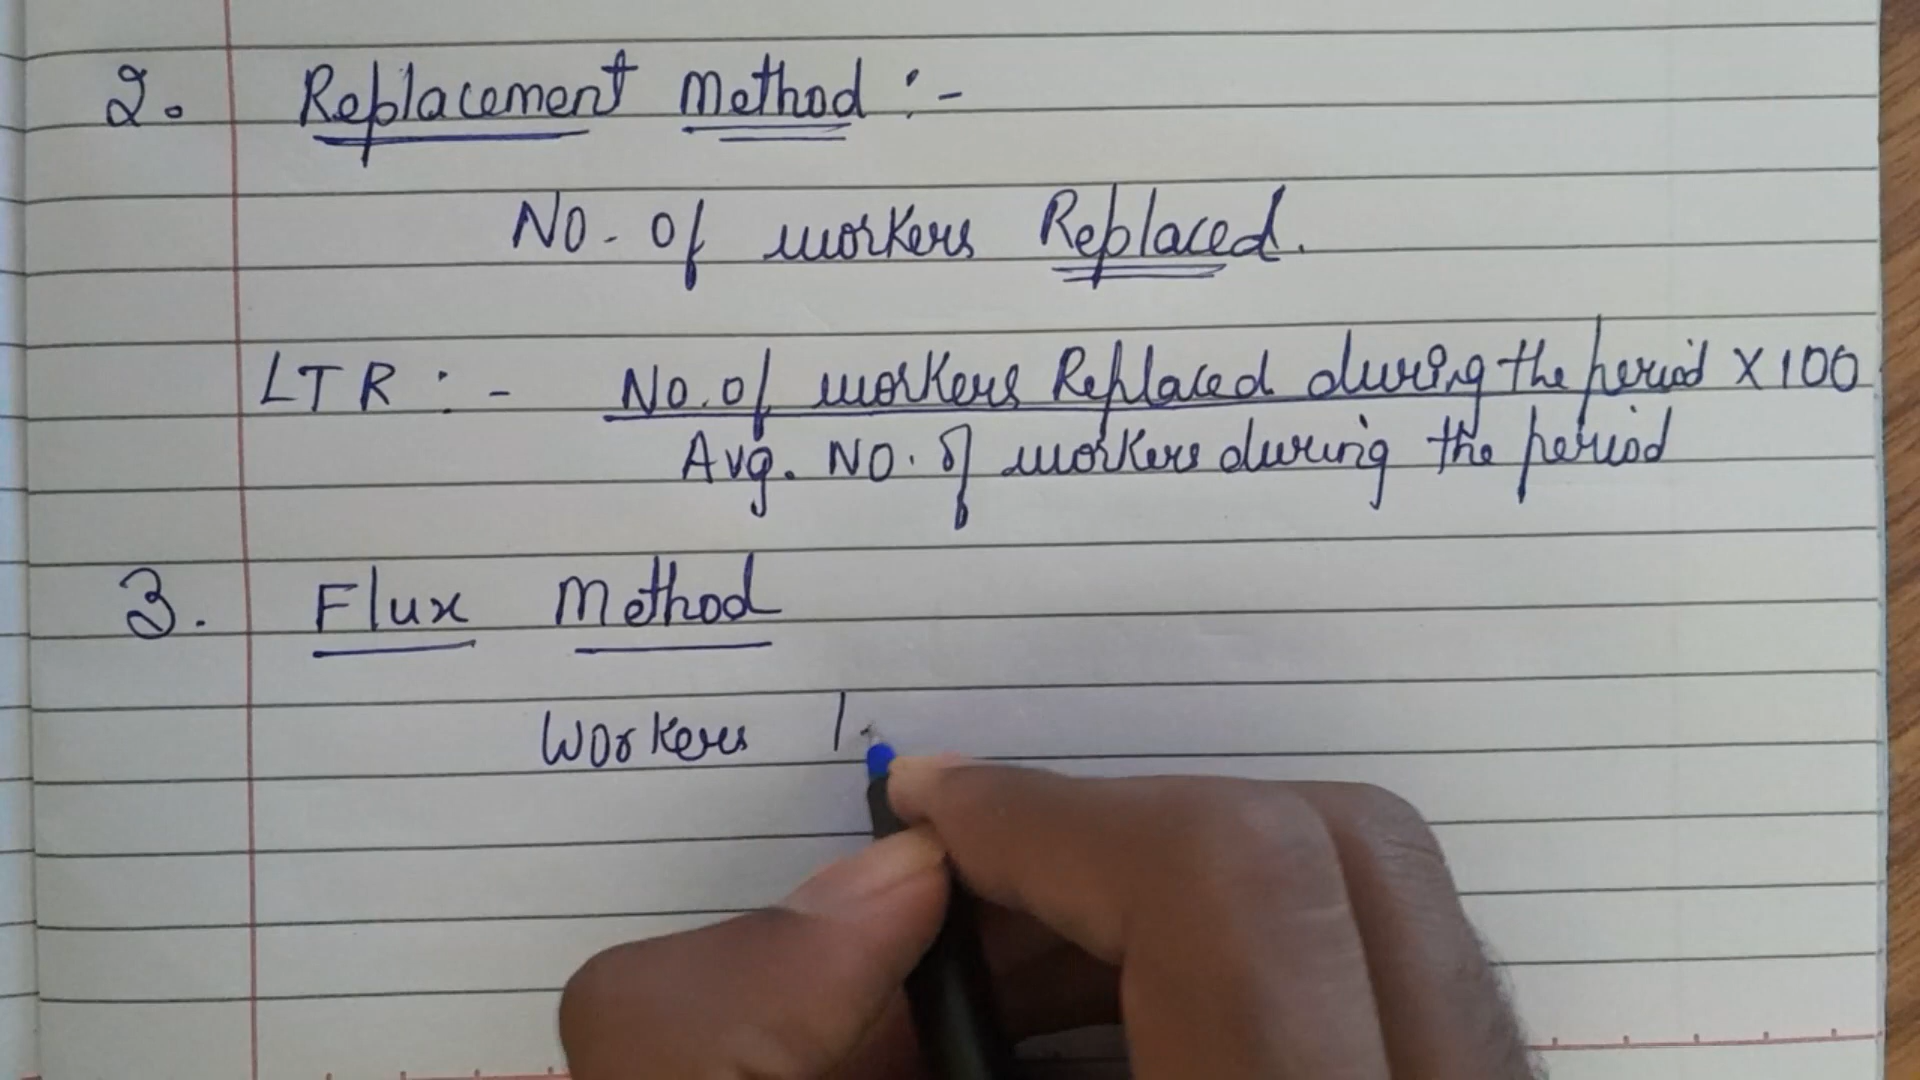 2. Replacement Method :-
NO. Of workers Replaced.
LTR :- No. of workers Replaced during the period X 100
Avg. NO. of workers during the period
3. Flux Method
Workers